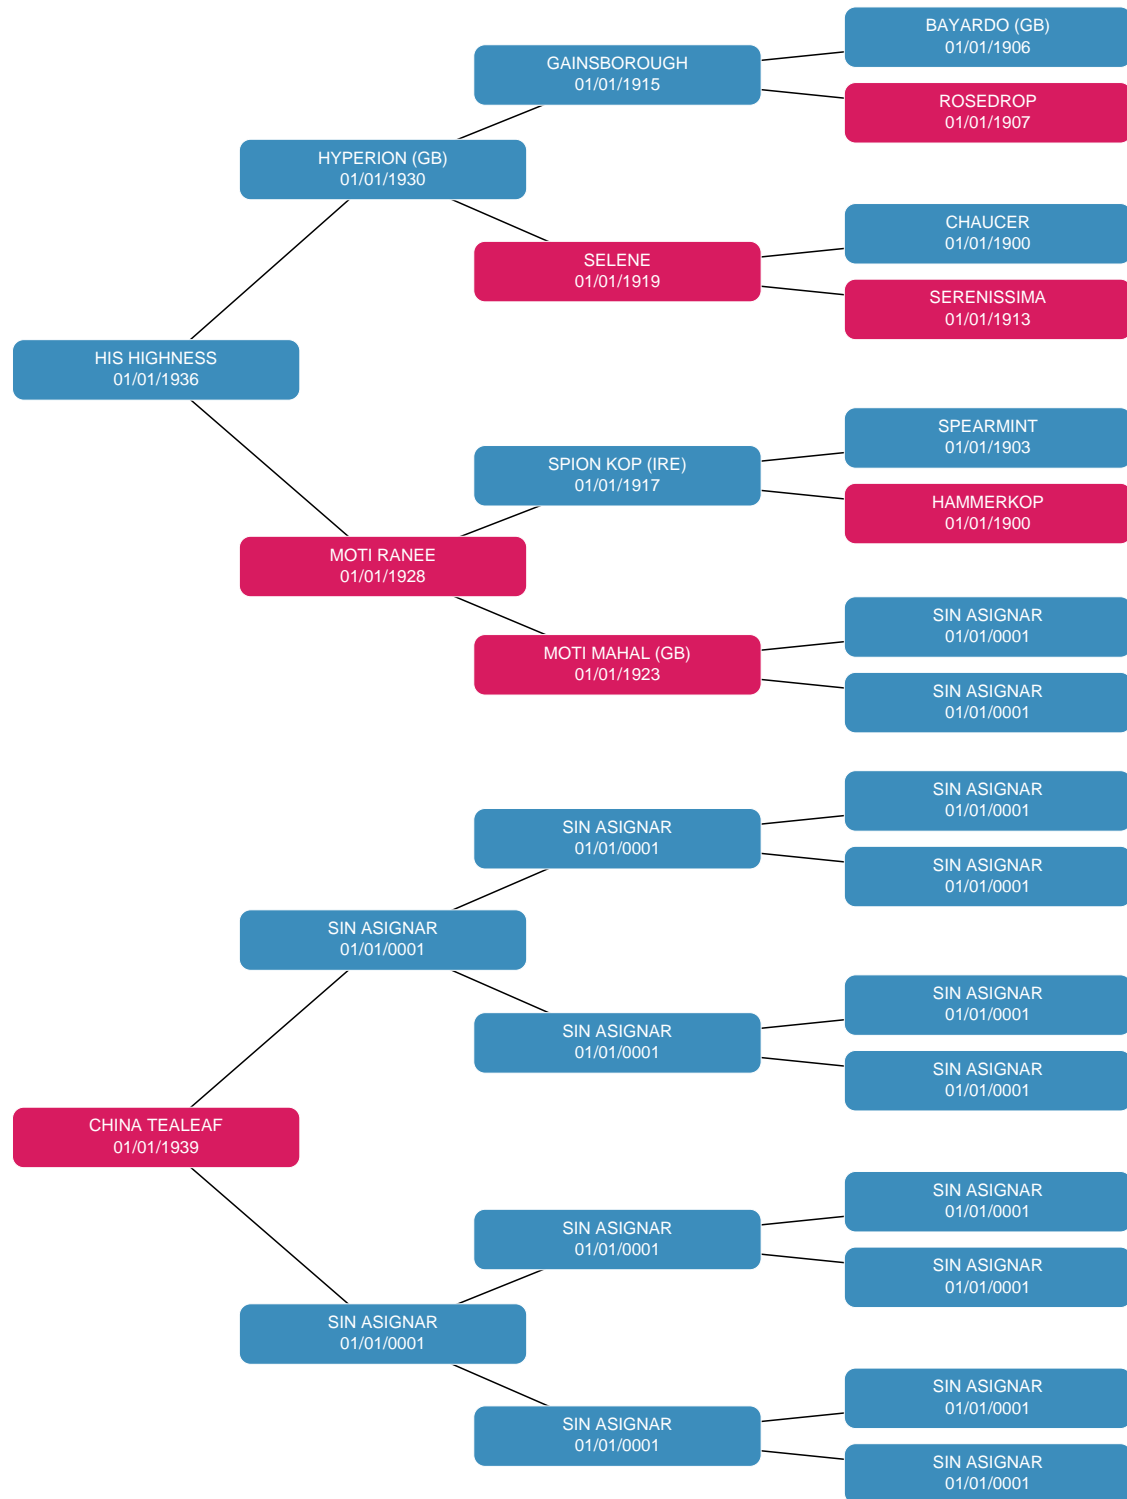 BAYARDO (GB)
01/01/1906
GAINSBOROUGH
01/01/1915
ROSEDROP
01/01/1907
HYPERION (GB)
01/01/1930
CHAUCER
01/01/1900
SELENE
01/01/1919
SERENISSIMA
01/01/1913
HIS HIGHNESS
01/01/1936
SPEARMINT
01/01/1903
SPION KOP (IRE)
01/01/1917
HAMMERKOP
01/01/1900
MOTI RANEE
01/01/1928
SIN ASIGNAR
01/01/0001
MOTI MAHAL (GB)
01/01/1923
SIN ASIGNAR
01/01/0001
SIN ASIGNAR
01/01/0001
SIN ASIGNAR
01/01/0001
SIN ASIGNAR
01/01/0001
SIN ASIGNAR
01/01/0001
SIN ASIGNAR
01/01/0001
SIN ASIGNAR
01/01/0001
SIN ASIGNAR
01/01/0001
CHINA TEALEAF
01/01/1939
SIN ASIGNAR
01/01/0001
SIN ASIGNAR
01/01/0001
SIN ASIGNAR
01/01/0001
SIN ASIGNAR
01/01/0001
SIN ASIGNAR
01/01/0001
SIN ASIGNAR
01/01/0001
SIN ASIGNAR
01/01/0001